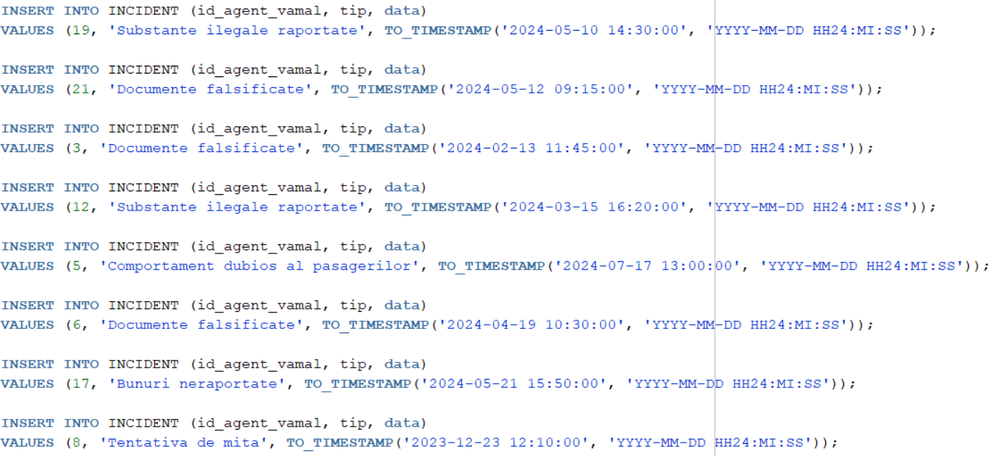 INSERT INTO INCIDENT (id_agent_vamal, tip, data)
VALUES (19, 'Substante ilegale raportate', TO_TIMESTAMP('2024-05-10 14:30:00', 'YYYY-MM-DD HH24:MI:SS'));
INSERT INTO INCIDENT (id_agent_vamal, tip, data)
VALUES (21, 'Documente falsificate', TO_TIMESTAMP('2024-05-12 09:15:00', 'YYYY-MM-DD HH24:MI:SS'));
INSERT INTO INCIDENT (id_agent_vamal, tip, data)
VALUES (3, 'Documente falsificate', TO_TIMESTAMP('2024-02-13 11:45:00', 'YYYY-MM-DD HH24:MI:SS'));
INSERT INTO INCIDENT (id_agent_vamal, tip, data)
VALUES (12, 'Substante ilegale raportate', TO_TIMESTAMP('2024-03-15 16:20:00', 'YYYY-MM-DD HH24:MI:SS'));
INSERT INTO INCIDENT (id_agent_vamal, tip, data)
VALUES (5, 'Comportament dubios al pasagerilor', TO_TIMESTAMP('2024-07-17 13:00:00', 'YYYY-MM-DD HH24:MI:SS'));
INSERT INTO INCIDENT (id_agent_vamal, tip, data)
VALUES (6, 'Documente falsificate', TO_TIMESTAMP('2024-04-19 10:30:00', 'YYYY-MM-DD HH24:MI:SS'));
INSERT INTO INCIDENT (id_agent_vamal, tip, data)
VALUES (17, 'Bunuri neraportate', TO_TIMESTAMP('2024-05-21 15:50:00', 'YYYY-MM-DD HH24:MI:SS'));
INSERT INTO INCIDENT (id_agent_vamal, tip, data)
VALUES (8, 'Tentativa de mita', TO_TIMESTAMP('2023-12-23 12:10:00', 'YYYY-MM-DD HH24:MI:SS'));